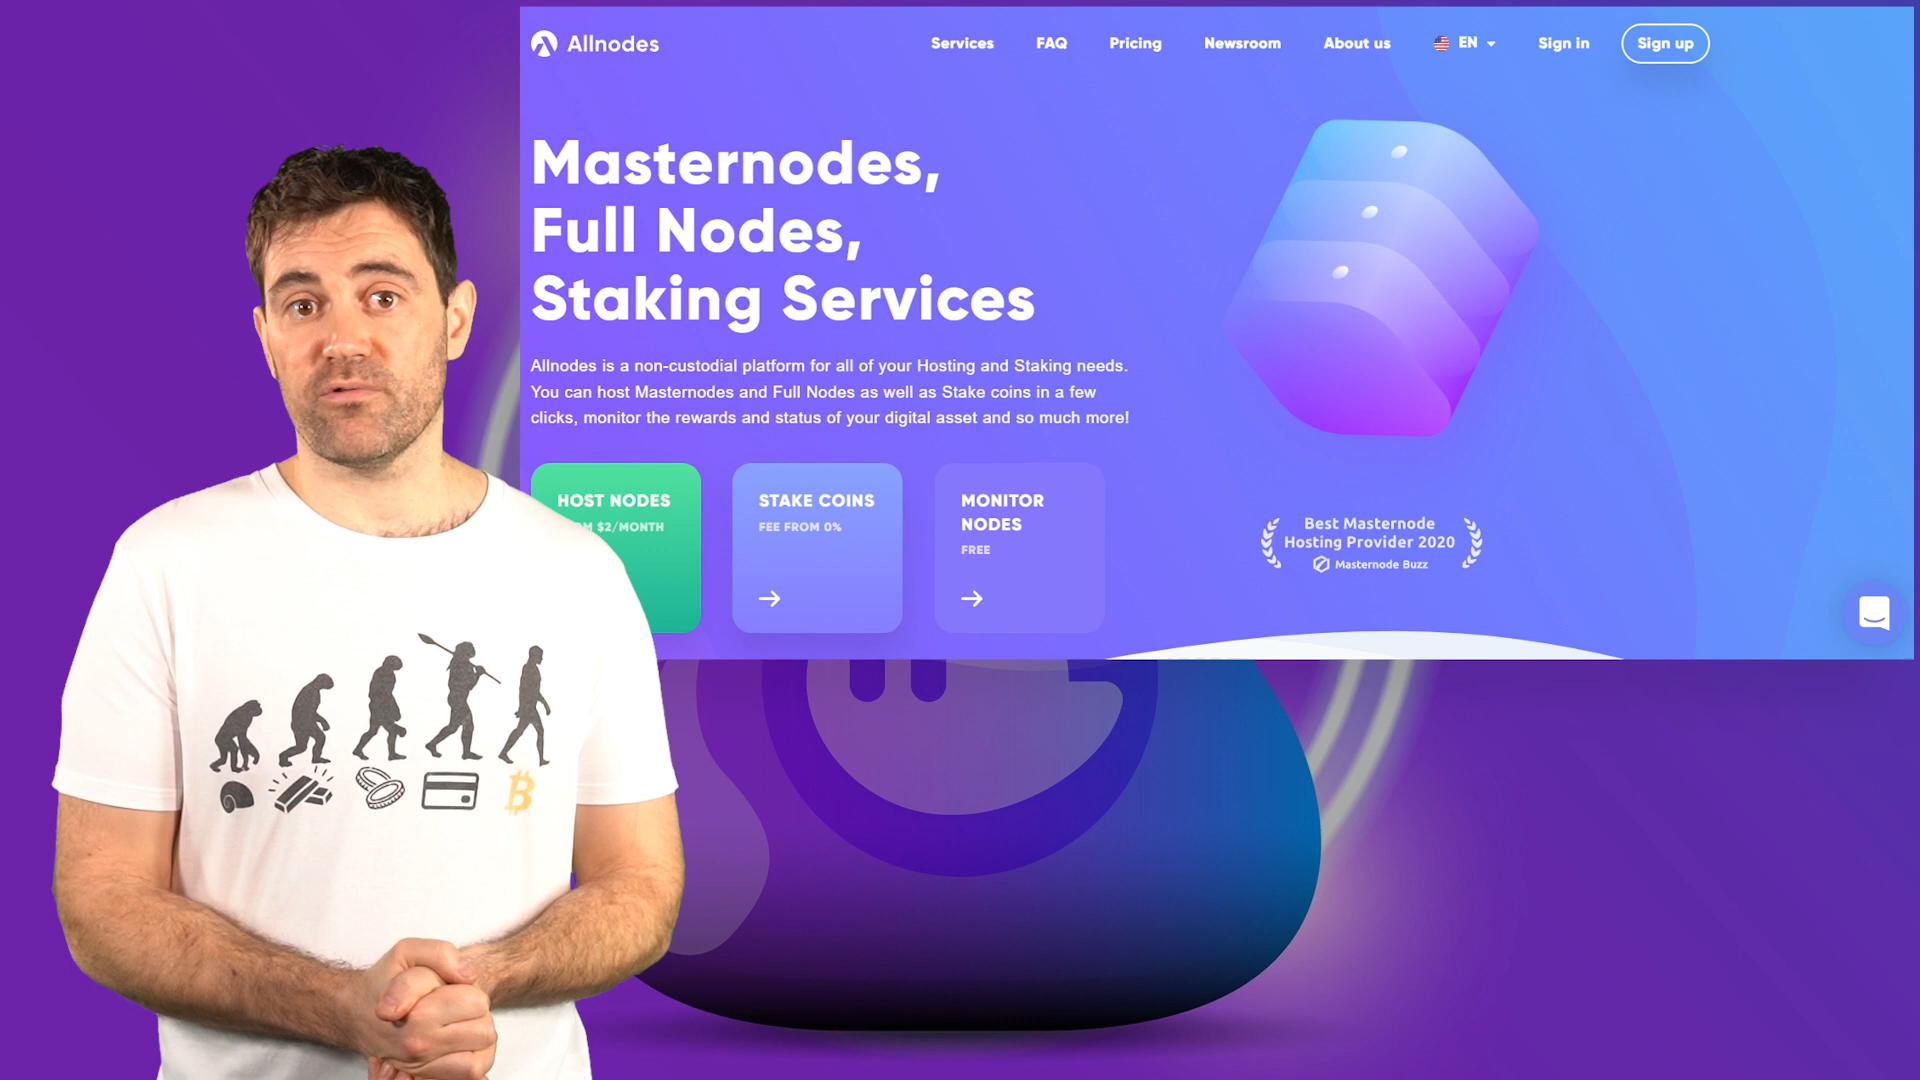 Allnodes
Services
FAQ
Pricing
Newsroom
About us
EN
Sign in
Sign up
Masternodes,
Full Nodes,
Staking Services
Allnodes is a non-custodial platform for all of your Hosting and Staking needs.
You can host Masternodes and Full Nodes as well as Stake coins in a few
clicks, monitor the rewards and status of your digital asset and so much more!
HOST NODES
$2/MONTH
STAKE COINS
FEE FROM 0%
MONITOR
NODES
FREE
Best Masternode
Hosting Provider 2020
Masternode Buzz